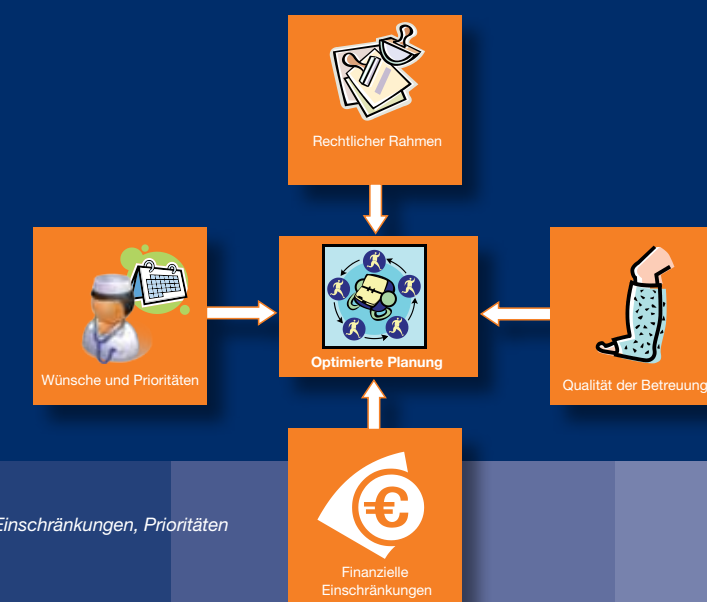 Rechtlicher Rahmen
Wünsche und Prioritäten
Optimierte Planung
Qualität der Betreuung
Einschränkungen, Prioritäten
€
Finanzielle
Einschränkungen